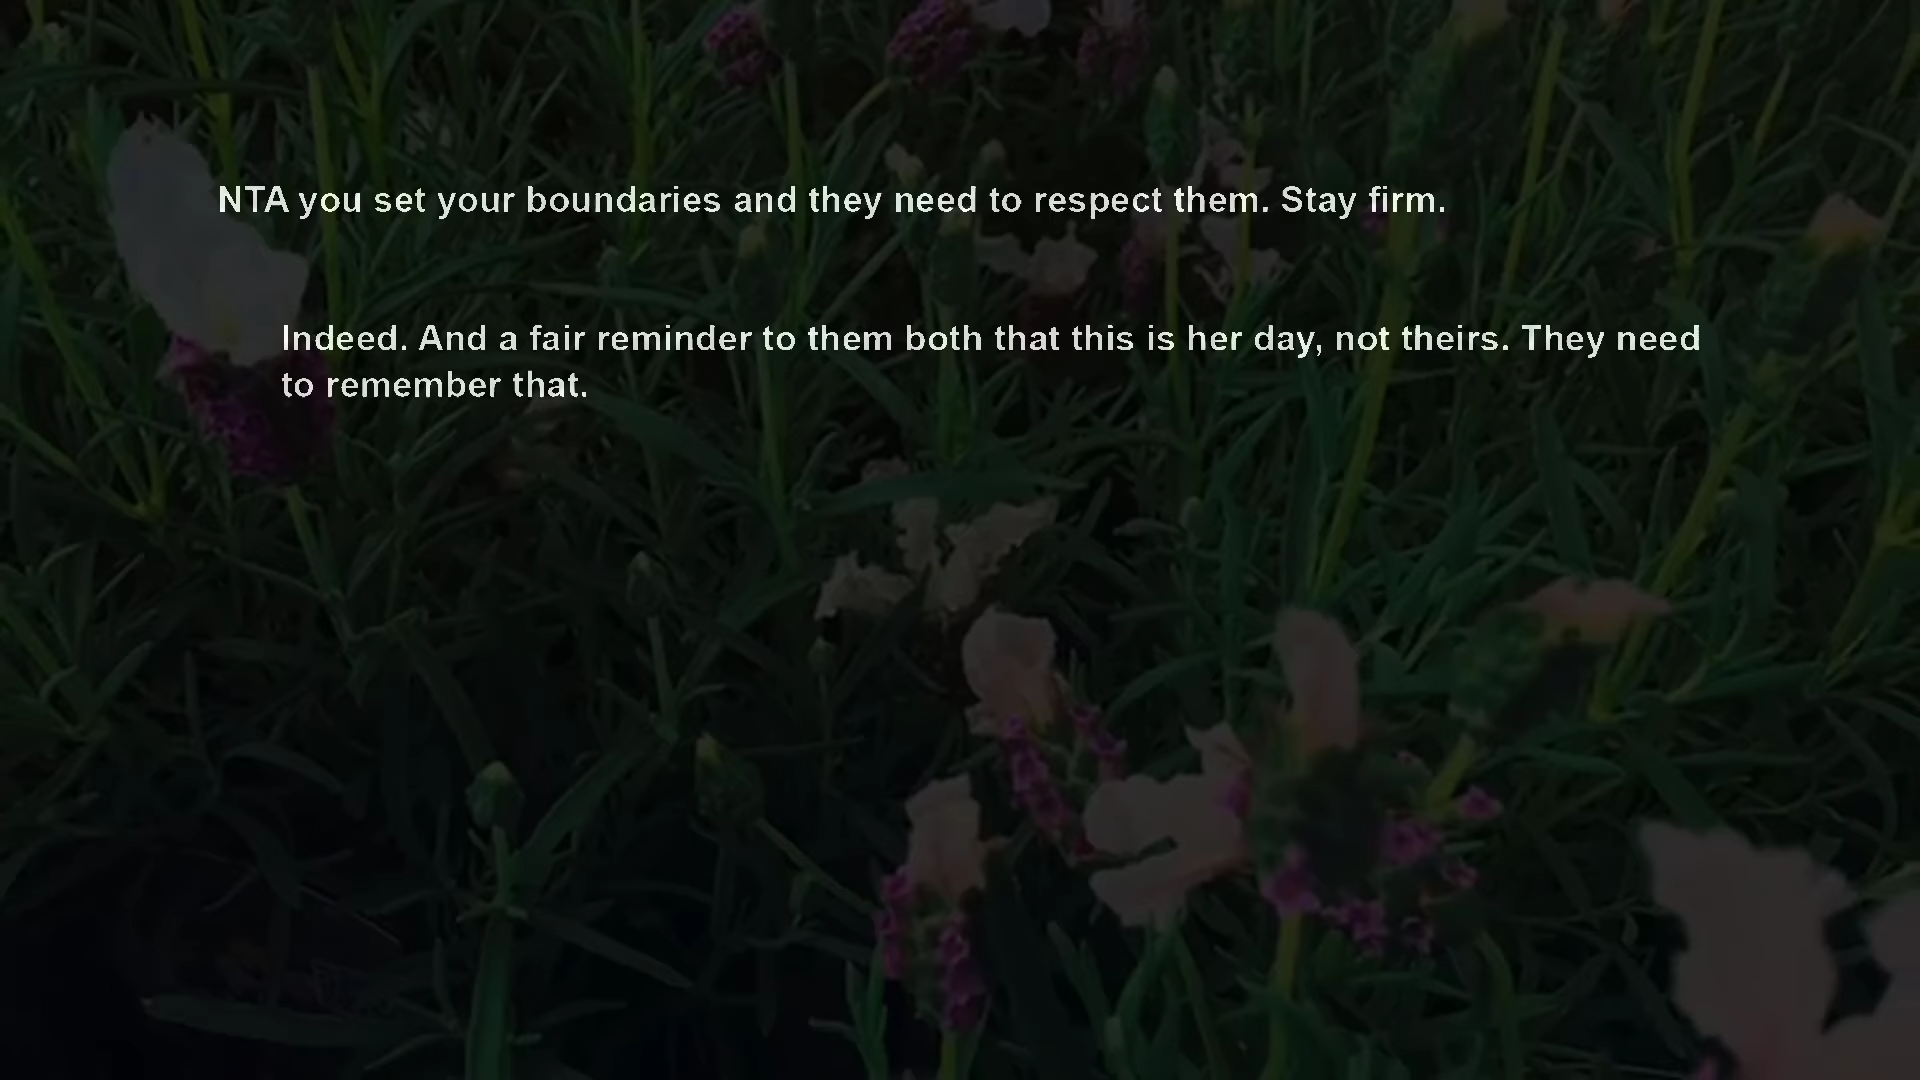 NTA you set your boundaries and they need to respect them. Stay firm.
Indeed. And a fair reminder to them both that this is her day, not theirs. They need
to remember that.